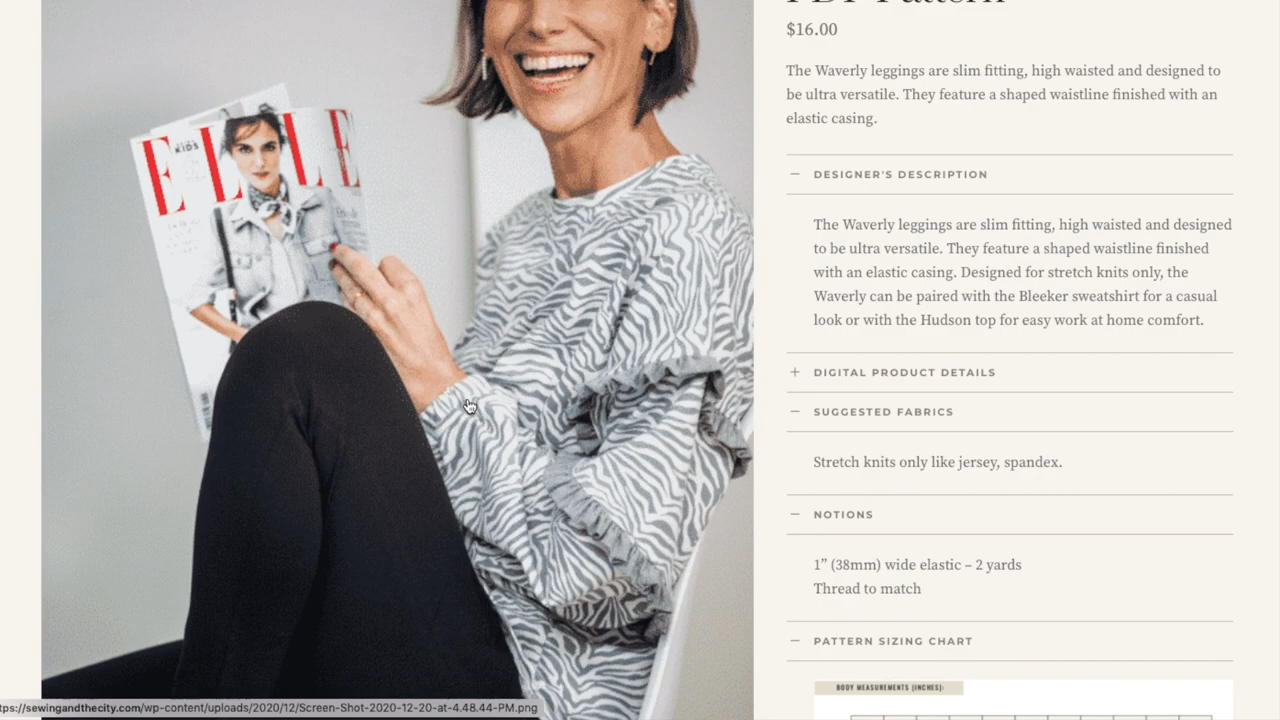 PDF Pattern
$16.00
The Waverly leggings are slim fitting, high waisted and designed to
be ultra versatile. They feature a shaped waistline finished with an
elastic casing.
− DESIGNER'S DESCRIPTION
The Waverly leggings are slim fitting, high waisted and designed
to be ultra versatile. They feature a shaped waistline finished
with an elastic casing. Designed for stretch knits only, the
Waverly can be paired with the Bleeker sweatshirt for a casual
look or with the Hudson top for easy work at home comfort.
+ DIGITAL PRODUCT DETAILS
− SUGGESTED FABRICS
Stretch knits only like jersey, spandex.
− NOTIONS
1” (38mm) wide elastic – 2 yards
Thread to match
− PATTERN SIZING CHART
BODY MEASUREMENTS (INCHES):
ELLE
KIDS
ttps://sewingandthecity.com/wp-content/uploads/2020/12/Screen-Shot-2020-12-20-at-4.48.44-PM.png